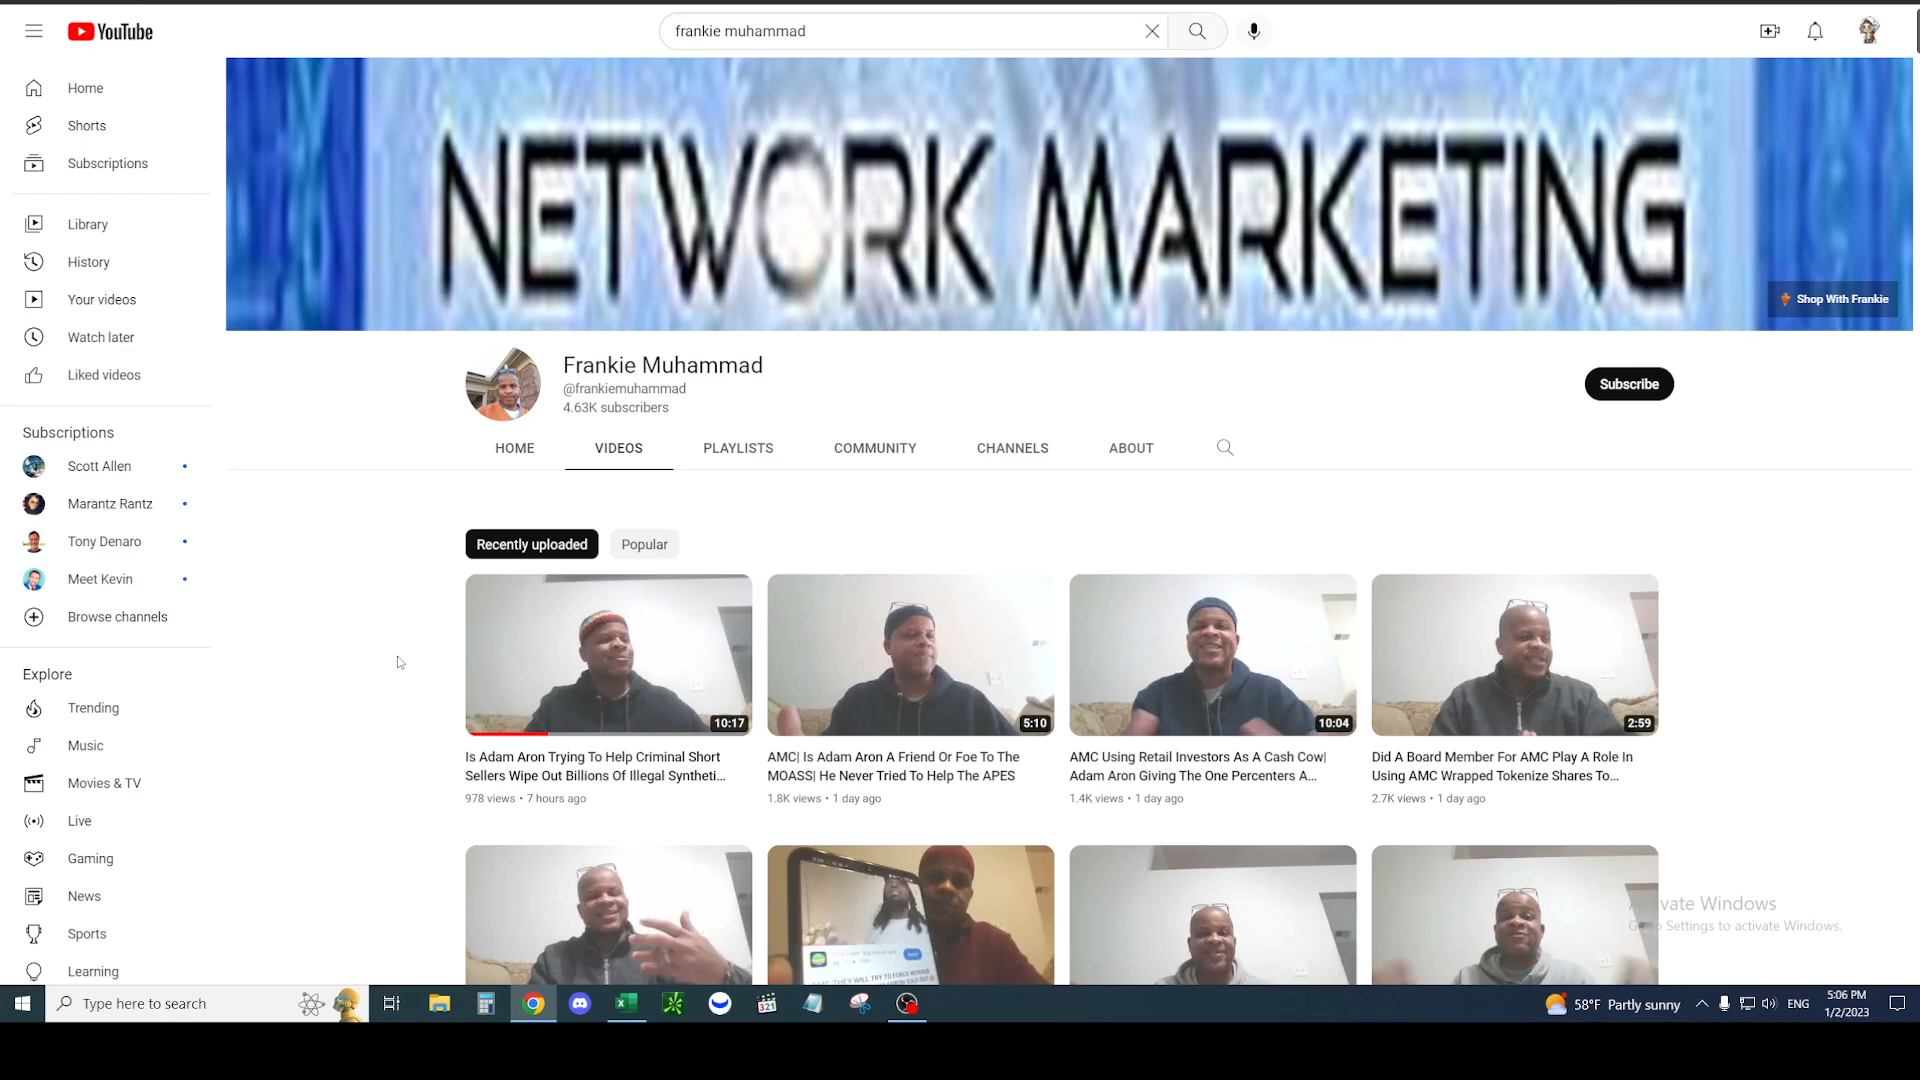 YouTube
frankie muhammad
Home
Shorts
Subscriptions
Library
History
Your videos
Watch later
Liked videos
Subscriptions
Scott Allen
Marantz Rantz
Tony Denaro
Meet Kevin
Browse channels
Explore
Trending
Music
Movies & TV
Live
Gaming
News
Sports
Learning
NETWORK MARKETING
Shop With Frankie
Frankie Muhammad
@frankiemuhammad
4.63K subscribers
Subscribe
HOME VIDEOS PLAYLISTS COMMUNITY CHANNELS ABOUT
Recently uploaded Popular
10:17
Is Adam Aron Trying To Help Criminal Short
Sellers Wipe Out Billions Of Illegal Syntheti...
978 views • 7 hours ago
5:10
AMC| Is Adam Aron A Friend Or Foe To The
MOASS| He Never Tried To Help The APES
1.8K views • 1 day ago
10:04
AMC Using Retail Investors As A Cash Cow|
Adam Aron Giving The One Percenters A...
1.4K views • 1 day ago
2:59
Did A Board Member For AMC Play A Role In
Using AMC Wrapped Tokenize Shares To...
2.7K views • 1 day ago
Activate Windows
Go to Settings to activate Windows.
Type here to search
321
58°F Partly sunny
ENG
5:06 PM
1/2/2023